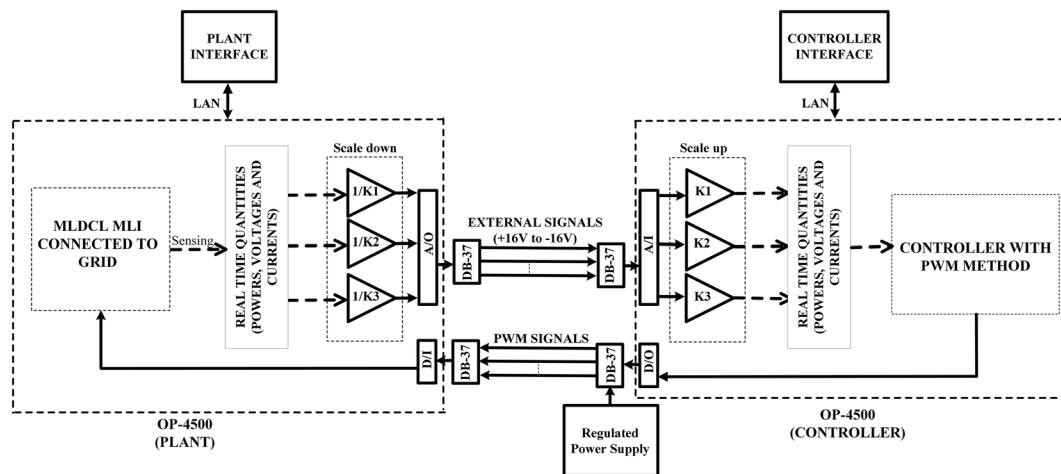 PLANT
INTERFACE
CONTROLLER
INTERFACE
LAN
LAN
Scale down
Scale up
MLDCL MLI
CONNECTED TO
GRID
Sensing
REAL TIME QUANTITIES
(POWERS, VOLTAGES AND
CURRENTS)
1/K1
1/K2
1/K3
A/O
DB-37
EXTERNAL SIGNALS
(+16V to -16V)
DB-37
A/I
K1
K2
K3
REAL TIME QUANTITIES
(POWERS, VOLTAGES AND
CURRENTS)
CONTROLLER WITH
PWM METHOD
D/I
DB-37
PWM SIGNALS
DB-37
D/O
OP-4500
(PLANT)
Regulated
Power Supply
OP-4500
(CONTROLLER)